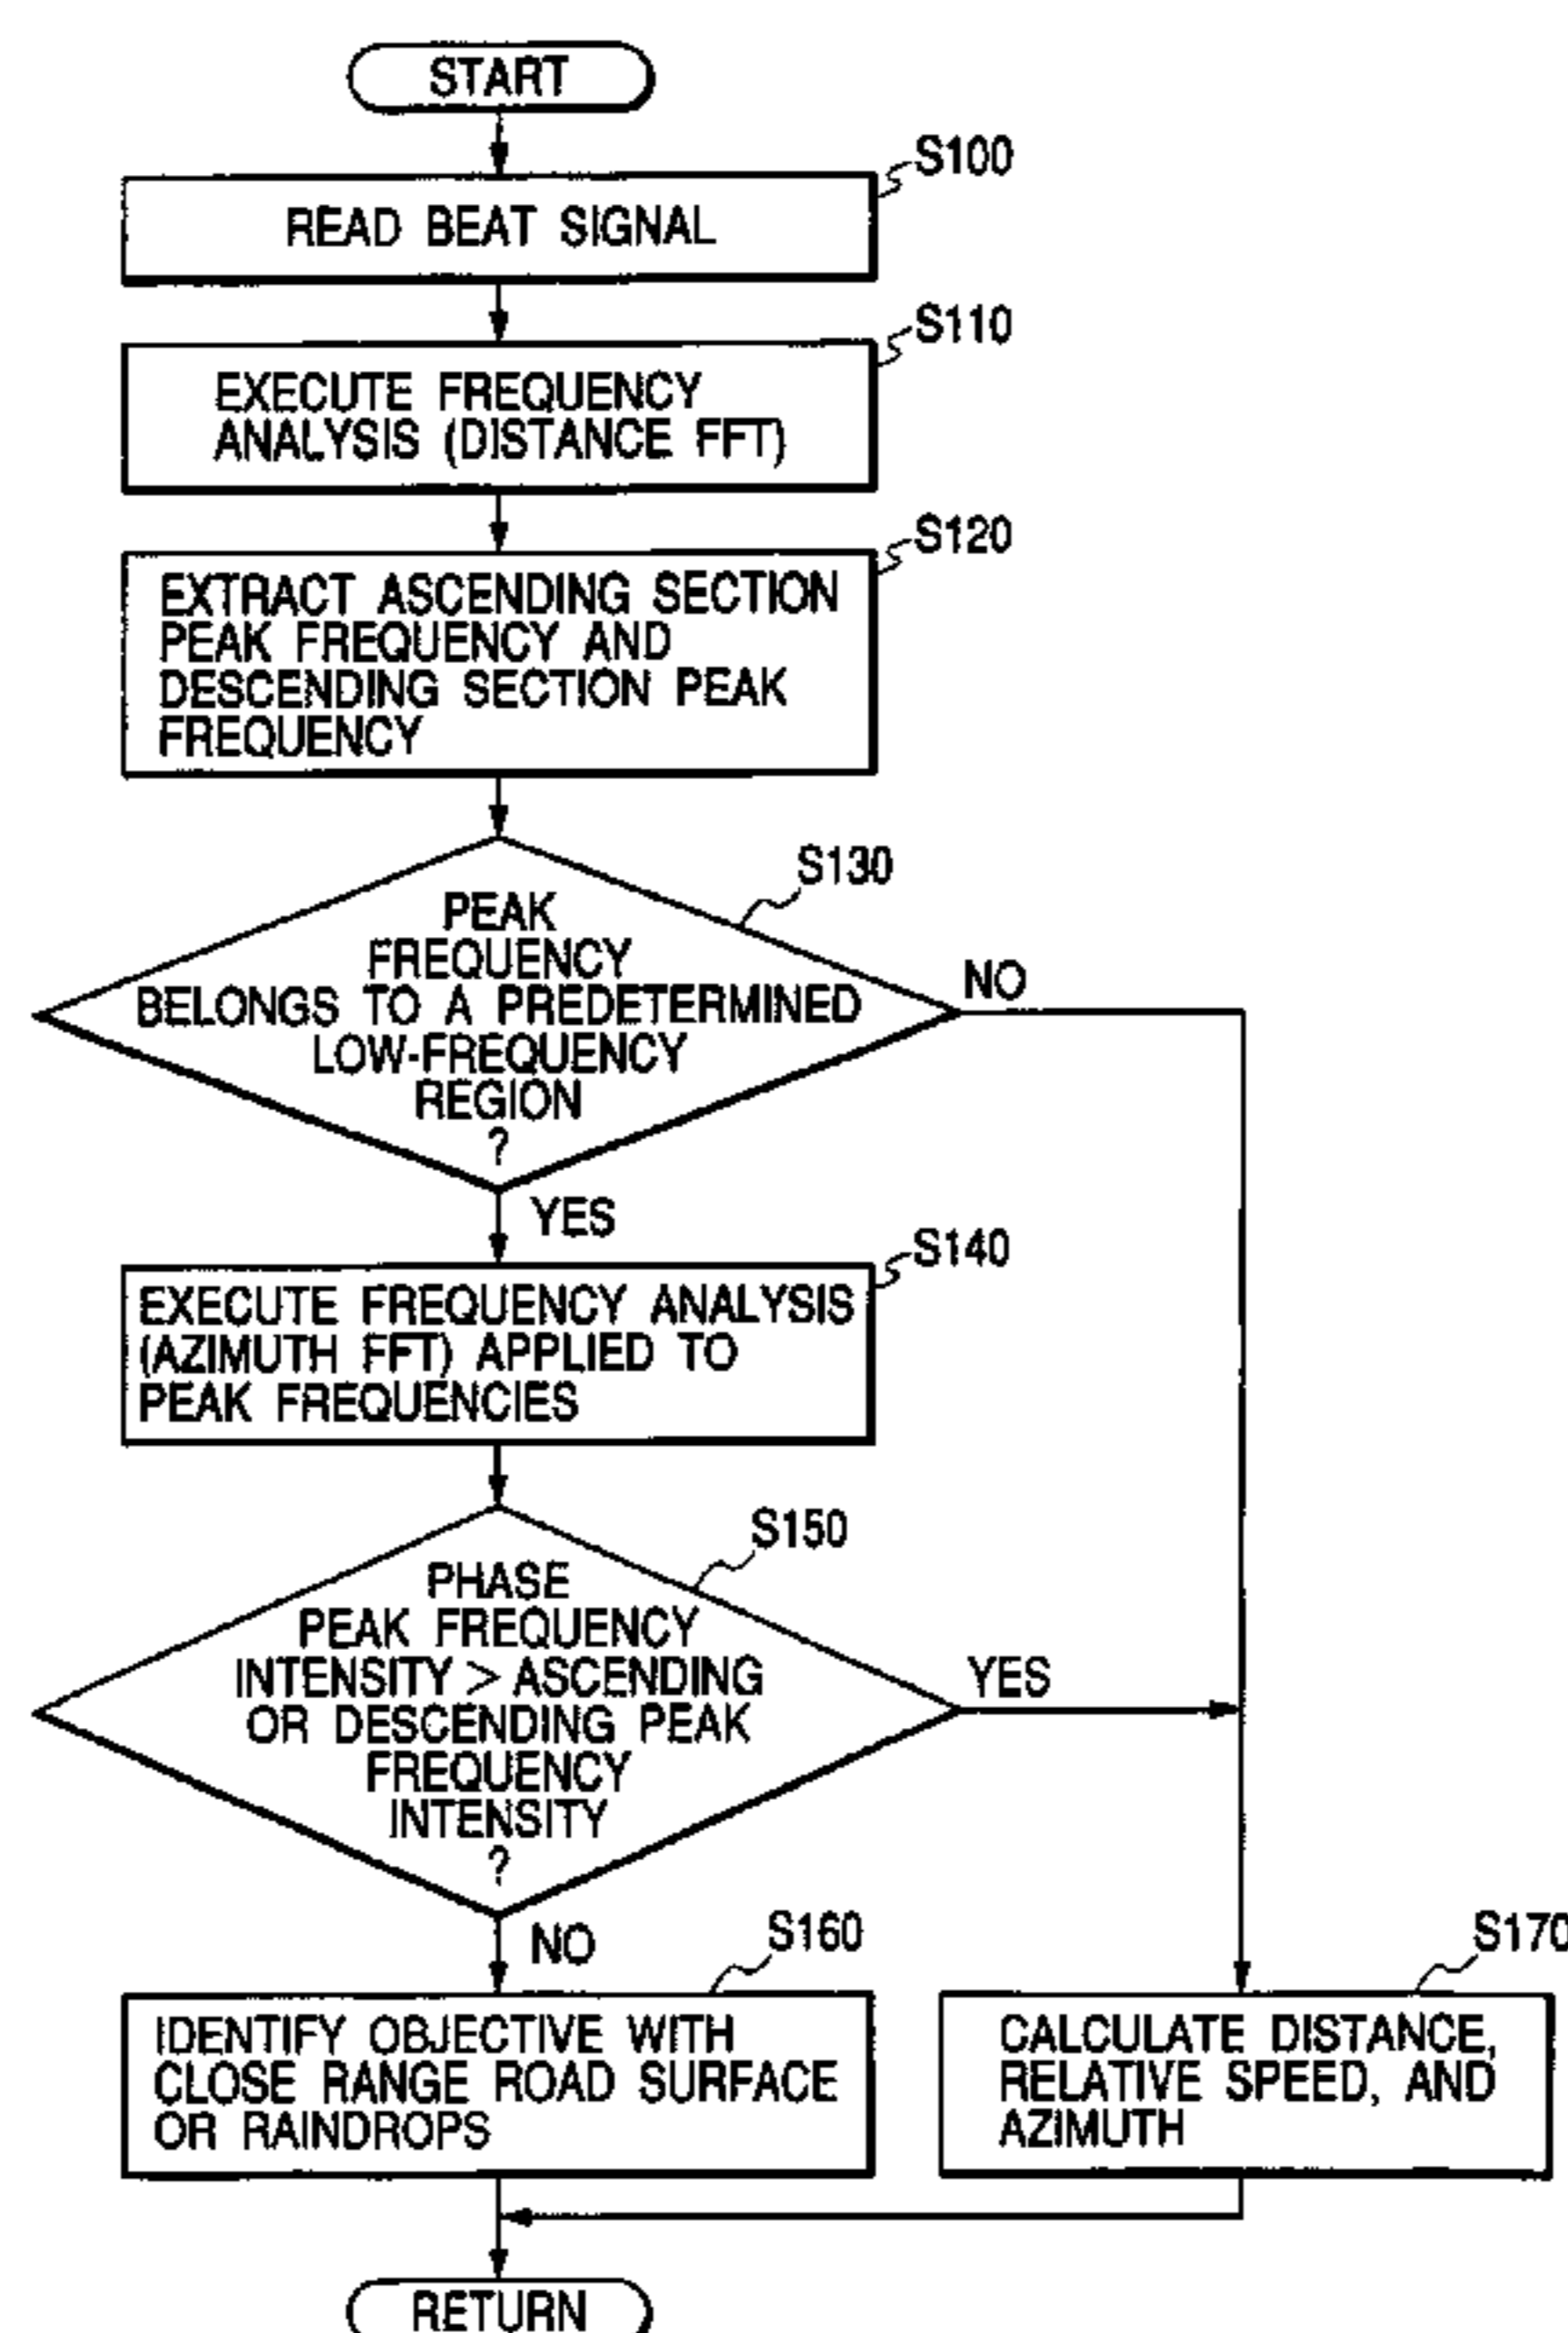 START
S100
READ BEAT SIGNAL
S110
EXECUTE FREQUENCY
ANALYSIS (DISTANCE FFT)
S120
EXTRACT ASCENDING SECTION
PEAK FREQUENCY AND
DESCENDING SECTION PEAK
FREQUENCY
S130
PEAK
FREQUENCY
BELONGS TO A PREDETERMINED
LOW-FREQUENCY
REGION
?
NO
YES
S140
EXECUTE FREQUENCY ANALYSIS
(AZIMUTH FFT) APPLIED TO
PEAK FREQUENCIES
S150
PHASE
PEAK FREQUENCY
INTENSITY > ASCENDING
OR DESCENDING PEAK
FREQUENCY
INTENSITY
?
YES
NO
S160
IDENTIFY OBJECTIVE WITH
CLOSE RANGE ROAD SURFACE
OR RAINDROPS
S170
CALCULATE DISTANCE,
RELATIVE SPEED, AND
AZIMUTH
RETURN